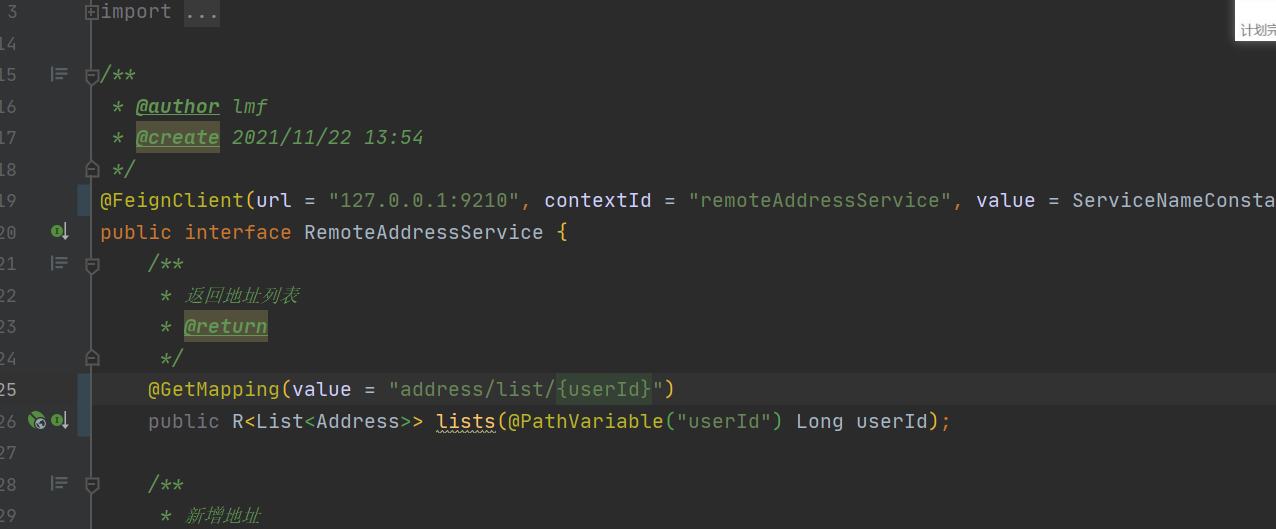 3 import ...
计划完
14
15 /**
16 * @author lmf
17 * @create 2021/11/22 13:54
18 */
19 @FeignClient(url = "127.0.0.1:9210", contextId = "remoteAddressService", value = ServiceNameConsta
20 public interface RemoteAddressService {
21 /**
22 * 返回地址列表
23 * @return
24 */
25 @GetMapping(value = "address/list/{userId}")
26 public R<List<Address>> lists(@PathVariable("userId") Long userId);
27
28 /**
29 * 新增地址